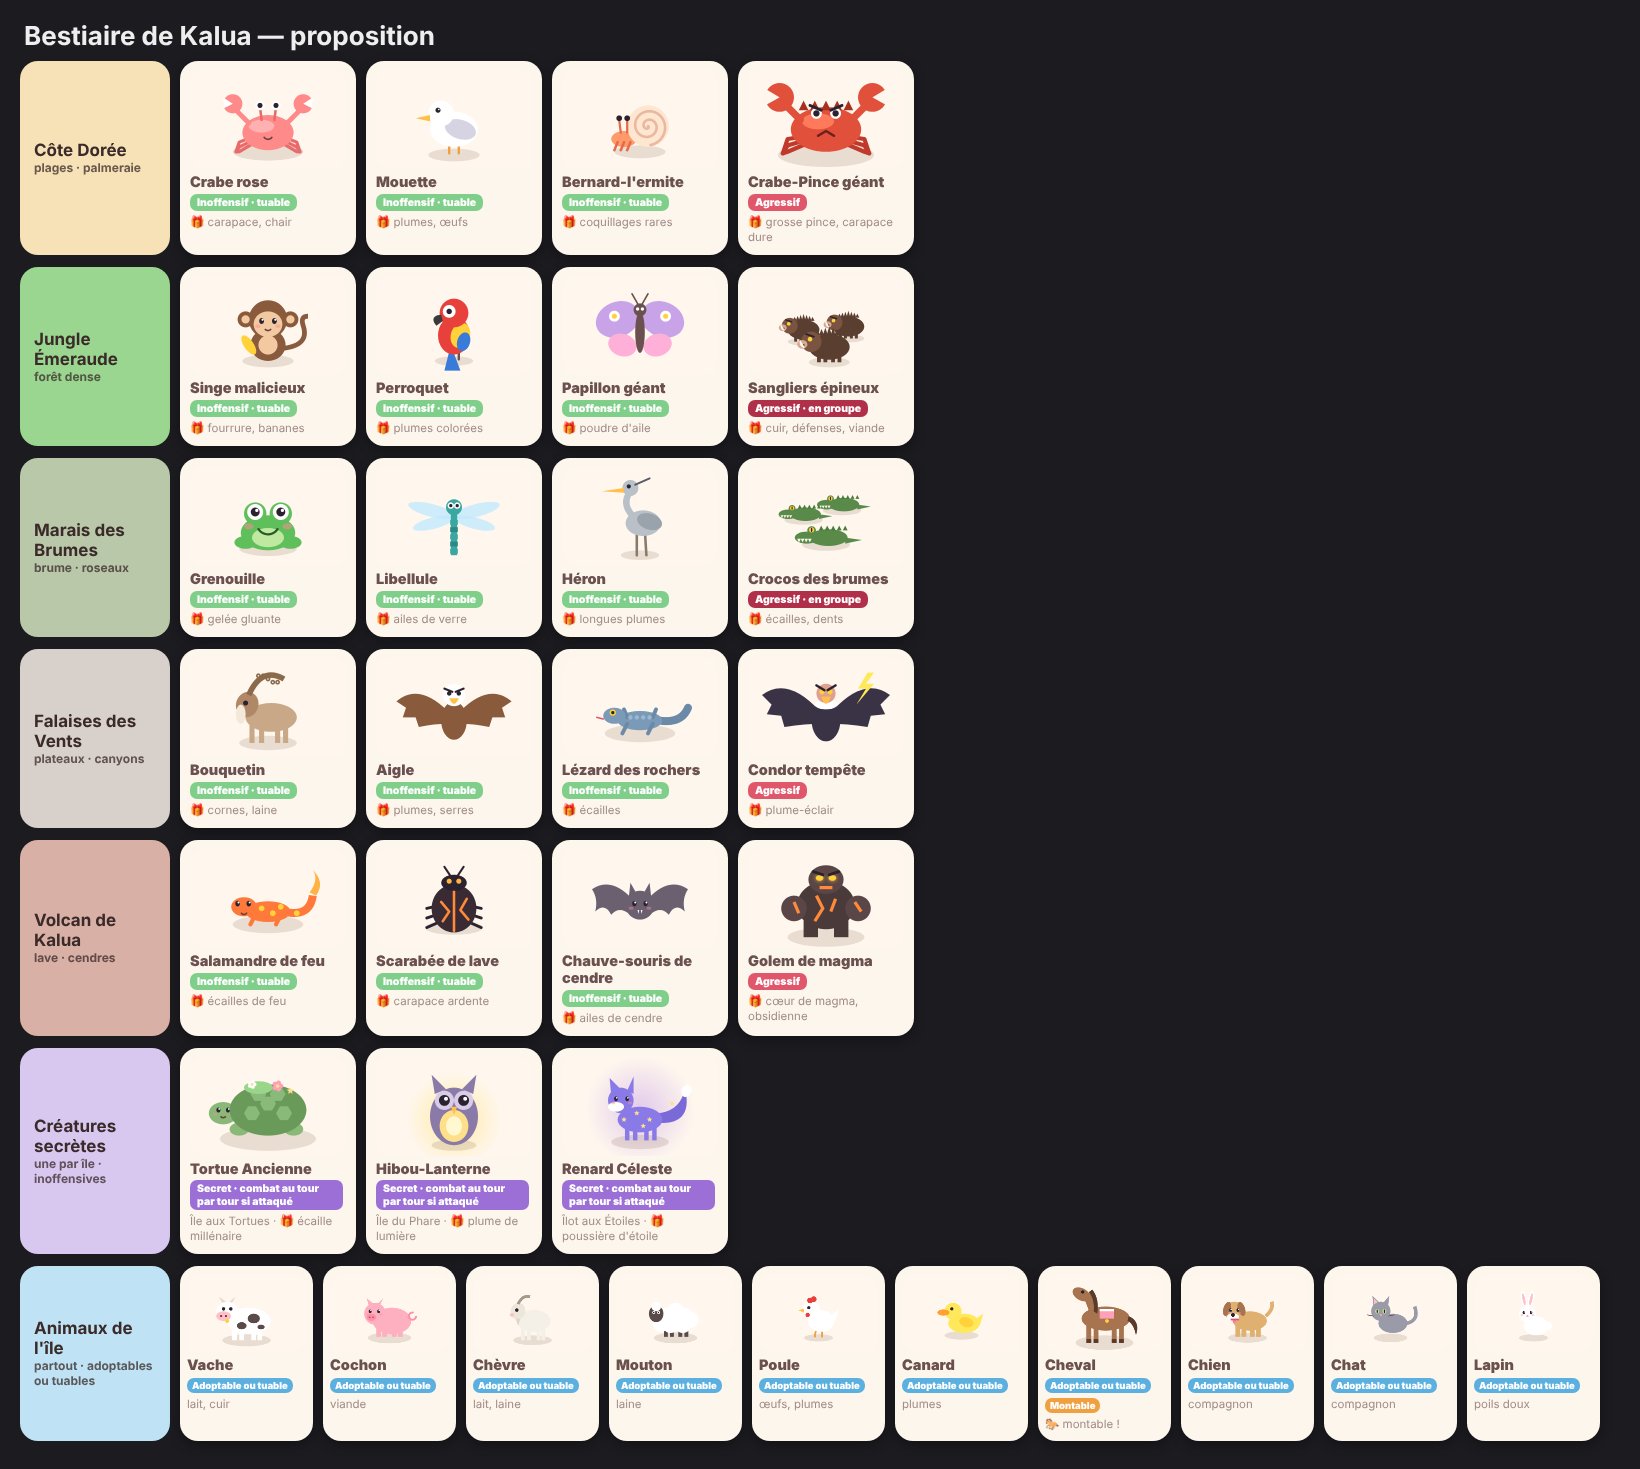 Bestiaire de Kalua — proposition
Côte Dorée
plages · palmeraie
Crabe rose
Inoffensif · tuable
🎁 carapace, chair
Mouette
Inoffensif · tuable
🎁 plumes, œufs
Bernard-l'ermite
Inoffensif · tuable
🎁 coquillages rares
Crabe-Pince géant
Agressif
🎁 grosse pince, carapace
dure
Jungle
Émeraude
forêt dense
Singe malicieux
Inoffensif · tuable
🎁 fourrure, bananes
Perroquet
Inoffensif · tuable
🎁 plumes colorées
Papillon géant
Inoffensif · tuable
🎁 poudre d'aile
Sangliers épineux
Agressif · en groupe
🎁 cuir, défenses, viande
Marais des
Brumes
brume · roseaux
Grenouille
Inoffensif · tuable
🎁 gelée gluante
Libellule
Inoffensif · tuable
🎁 ailes de verre
Héron
Inoffensif · tuable
🎁 longues plumes
Crocos des brumes
Agressif · en groupe
🎁 écailles, dents
Falaises des
Vents
plateaux · canyons
Bouquetin
Inoffensif · tuable
🎁 cornes, laine
Aigle
Inoffensif · tuable
🎁 plumes, serres
Lézard des rochers
Inoffensif · tuable
🎁 écailles
Condor tempête
Agressif
🎁 plume-éclair
Volcan de
Kalua
lave · cendres
Salamandre de feu
Inoffensif · tuable
🎁 écailles de feu
Scarabée de lave
Inoffensif · tuable
🎁 carapace ardente
Chauve-souris de
cendre
Inoffensif · tuable
🎁 ailes de cendre
Golem de magma
Agressif
🎁 cœur de magma,
obsidienne
Créatures
secrètes
une par île ·
inoffensives
Tortue Ancienne
Secret · combat au tour
par tour si attaqué
Île aux Tortues · 🎁 écaille
millénaire
Hibou-Lanterne
Secret · combat au tour
par tour si attaqué
Île du Phare · 🎁 plume de
lumière
Renard Céleste
Secret · combat au tour
par tour si attaqué
Îlot aux Étoiles · 🎁
poussière d'étoile
Animaux de
l'île
partout · adoptables
ou tuables
Vache
Adoptable ou tuable
lait, cuir
Cochon
Adoptable ou tuable
viande
Chèvre
Adoptable ou tuable
lait, laine
Mouton
Adoptable ou tuable
laine
Poule
Adoptable ou tuable
œufs, plumes
Canard
Adoptable ou tuable
plumes
Cheval
Adoptable ou tuable
Montable
🐎 montable !
Chien
Adoptable ou tuable
compagnon
Chat
Adoptable ou tuable
compagnon
Lapin
Adoptable ou tuable
poils doux